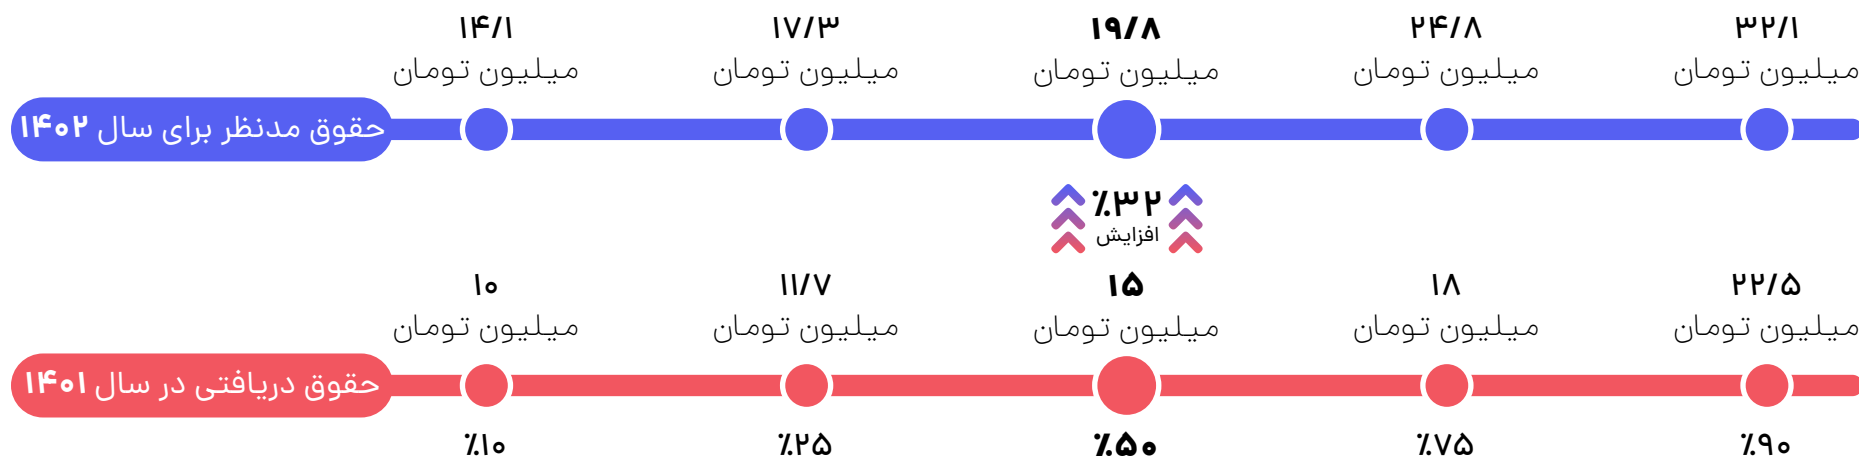 ۱۴/۱
میلیون تومان
۱۷/۳
میلیون تومان
۱۹/۸
میلیون تومان
۲۴/۸
میلیون تومان
۳۲/۱
میلیون تومان
حقوق مدنظر برای سال ۱۴۰۲
٪۳۲
افزایش
۱۰
میلیون تومان
۱۱/۷
میلیون تومان
۱۵
میلیون تومان
۱۸
میلیون تومان
۲۲/۵
میلیون تومان
حقوق دریافتی در سال ۱۴۰۱
٪۱۰
٪۲۵
٪۵۰
٪۷۵
٪۹۰